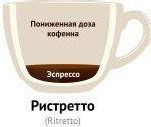 Пониженная доза
кофеина
Эспрессо
Ристретто
(Ritretto)